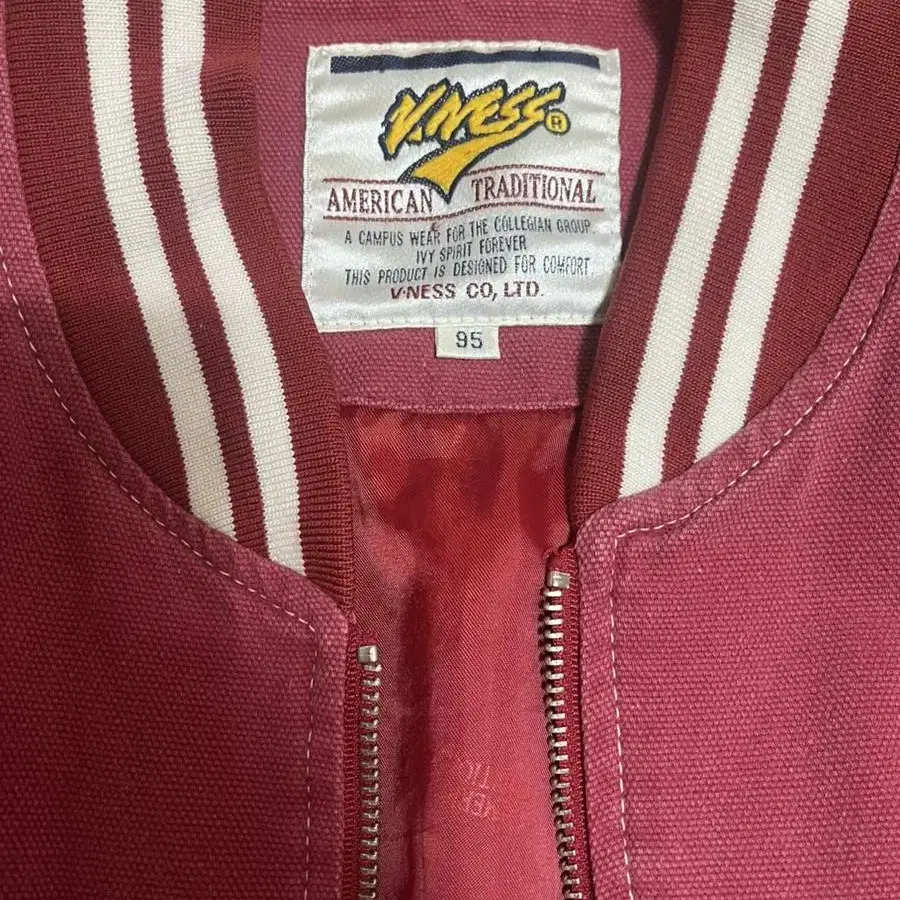 V.NESS®
AMERICAN TRADITIONAL
A CAMPUS WEAR FOR THE COLLEGIAN GROUP.
IVY SPIRIT FOREVER
THIS PRODUCT IS DESIGNED FOR COMFORT.
V·NESS CO, LTD.
95